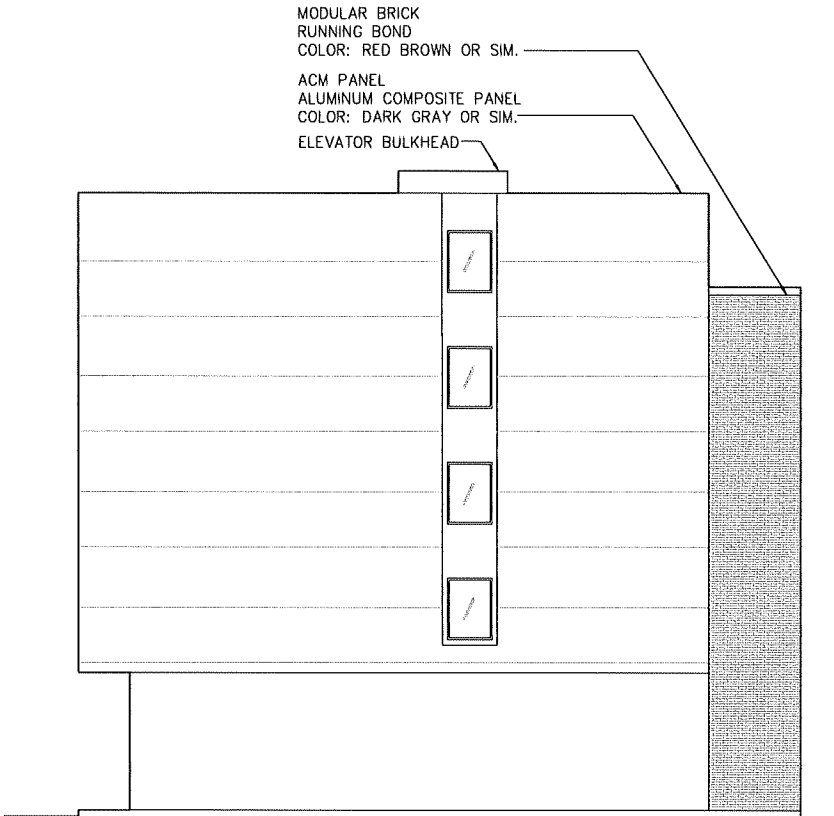 MODULAR BRICK
RUNNING BOND
COLOR: RED BROWN OR SIM.
ACM PANEL
ALUMINUM COMPOSITE PANEL
COLOR: DARK GRAY OR SIM.
ELEVATOR BULKHEAD